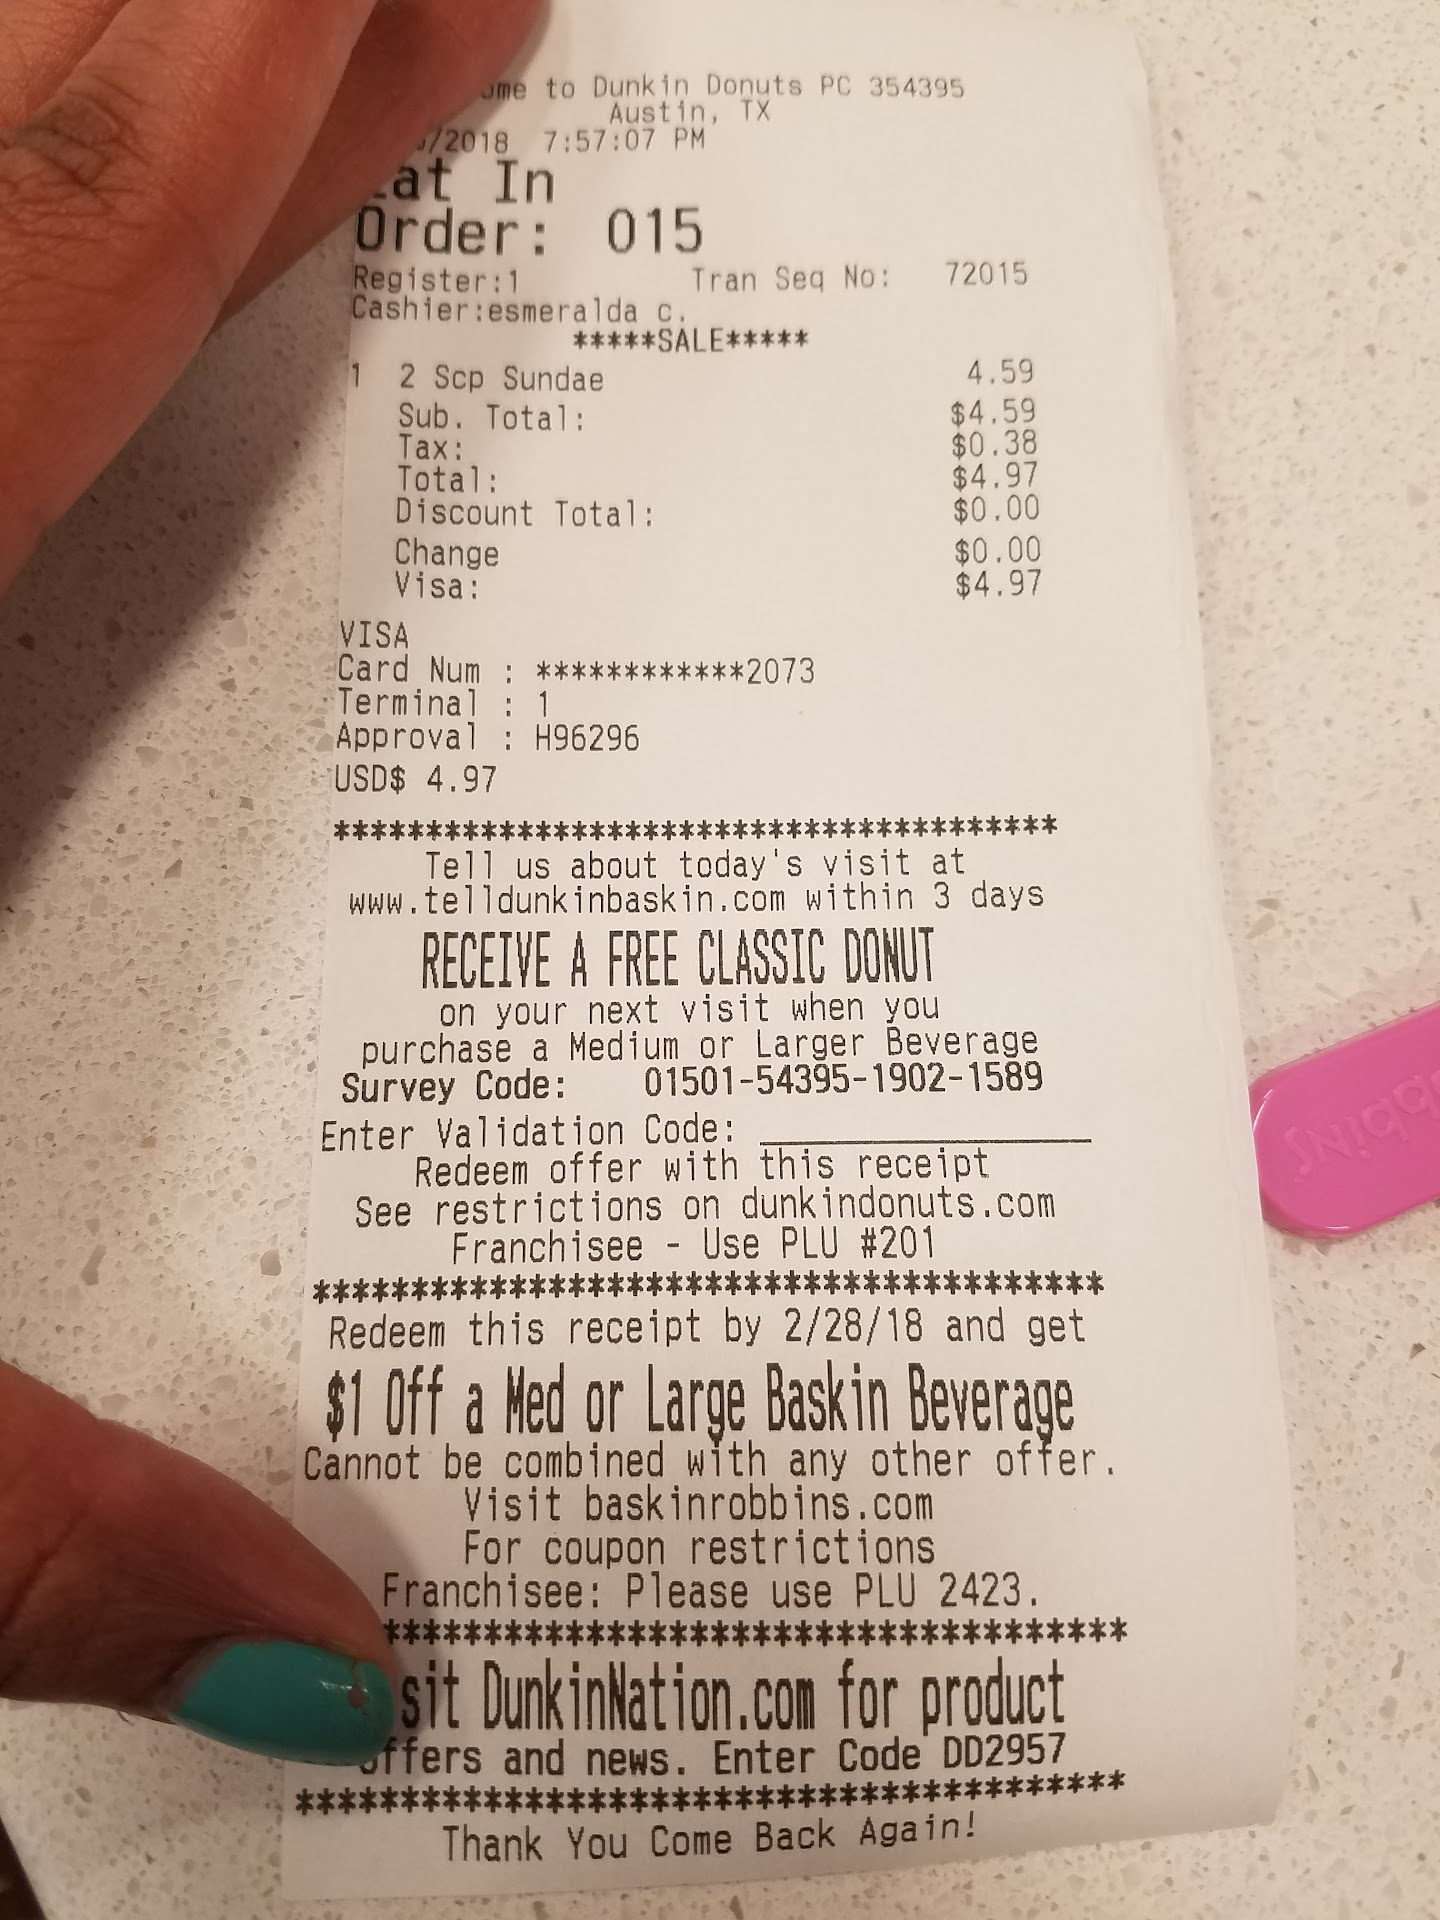 to Dunkin Donuts PC 354395
Austin, TX
/2018 7:57:07 PM
In
Order: 015
Register:1 Tran Seq No: 72015
Cashier:esmeralda c.
*****SALE*****
1 2 Scp Sundae 4.59
Sub. Total: $4.59
Tax: $0.38
Total: $4.97
Discount Total: $0.00
Change $0.00
Visa: $4.97
VISA
Card Num : ************2073
Terminal : 1
Approval : H96296
USD$ 4.97
****************************************
Tell us about today's visit at
www.telldunkinbaskin.com within 3 days
RECEIVE A FREE CLASSIC DONUT
on your next visit when you
purchase a Medium or Larger Beverage
Survey Code: 01501-54395-1902-1589
Enter Validation Code: _______________
Redeem offer with this receipt
See restrictions on dunkindonuts.com
Franchisee - Use PLU #201
****************************************
Redeem this receipt by 2/28/18 and get
$1 Off a Med or Large Baskin Beverage
Cannot be combined with any other offer.
Visit baskinrobbins.com
For coupon restrictions
Franchisee: Please use PLU 2423.
*************************************
DunkinNation.com for product
offers and news. Enter Code DD2957
****************************************
Thank You Come Back Again!